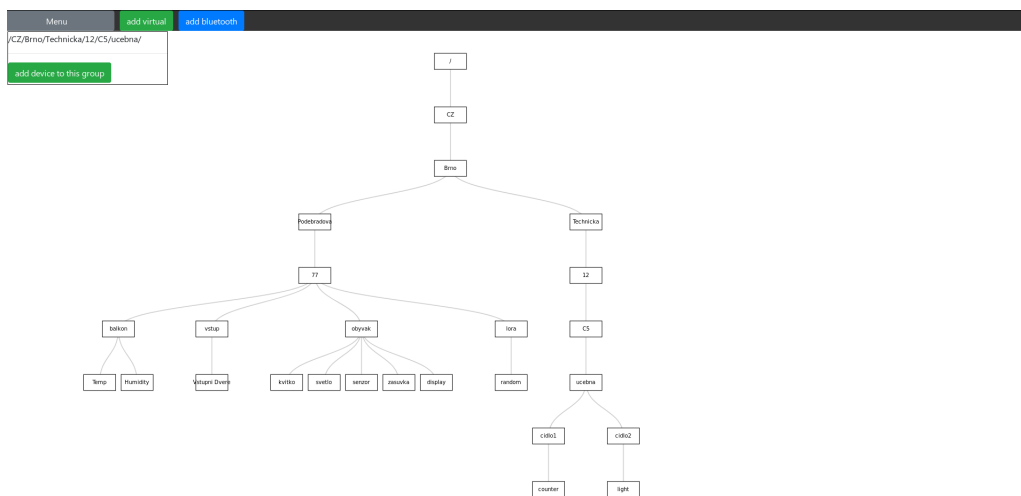 Menu add virtual add bluetooth
/CZ/Brno/Technicka/12/C5/ucebna/
add device to this group
/
CZ
Brno
Podebradova Technicka
77 12
balkon vstup obyvak lora C5
Temp Humidity Vstupni Dvere kvitko svetlo senzor zasuvka display random ucebna
cidlo1 cidlo2
counter light